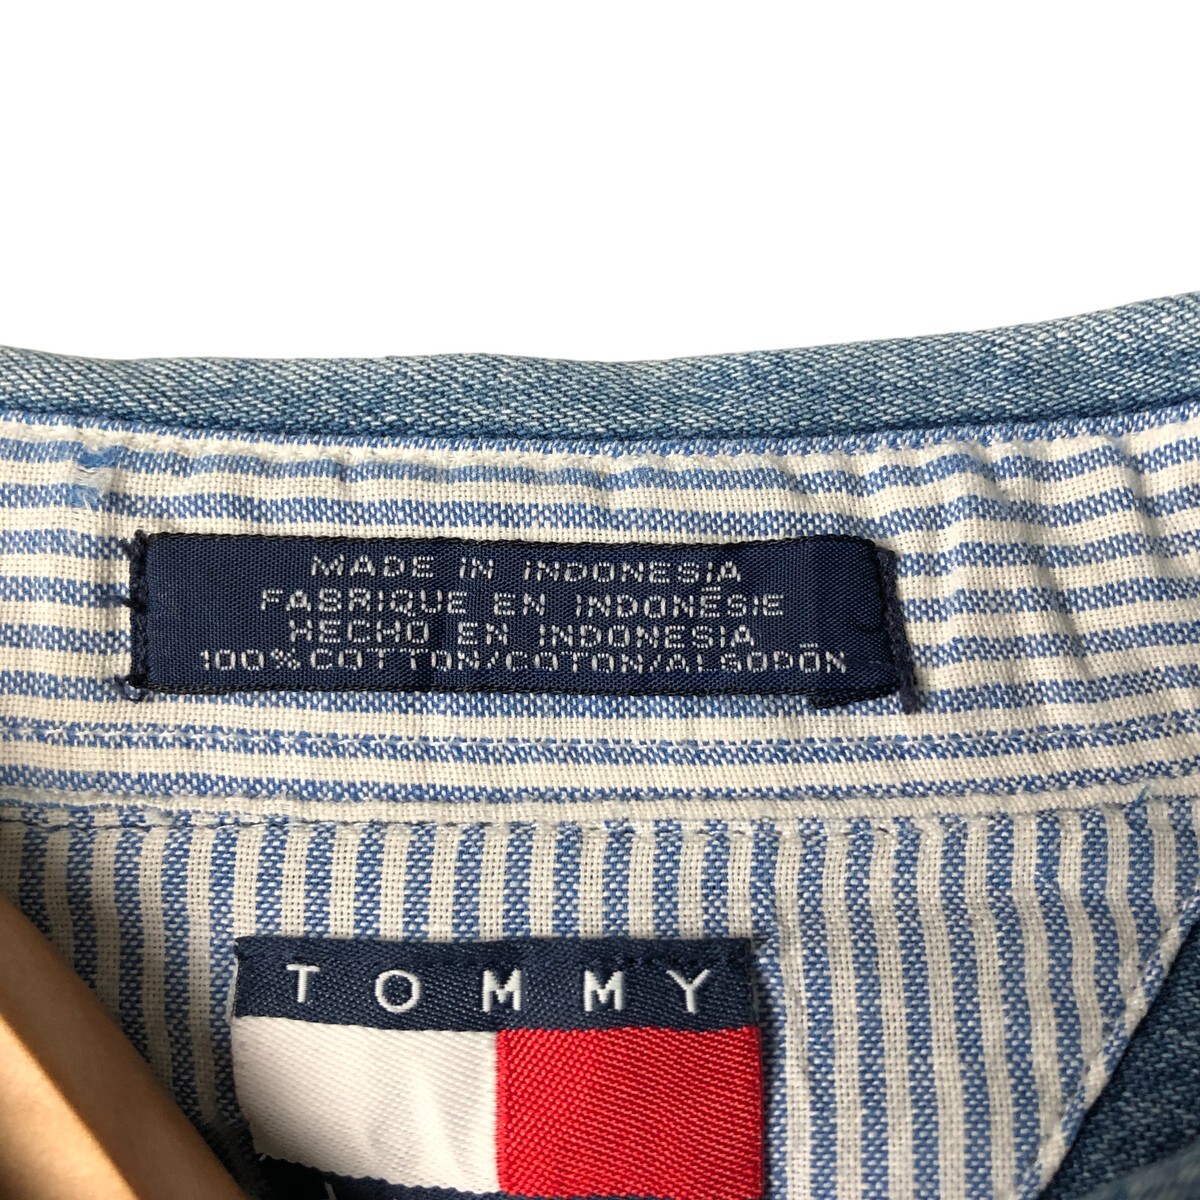 MADE IN INDONESIA
FABRIQUE EN INDONÉSIE
HECHO EN INDONESIA
100% COTTON/COTON/ALGODÓN
TOMMY